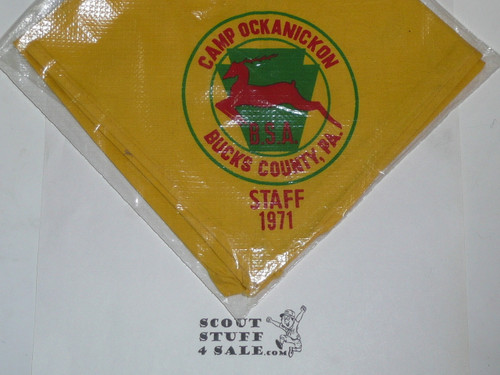 CAMP OCKANICKON
B.S.A.
BUCKS COUNTY, PA.
STAFF
1971
SCOUT
STUFF
4 SALE.COM